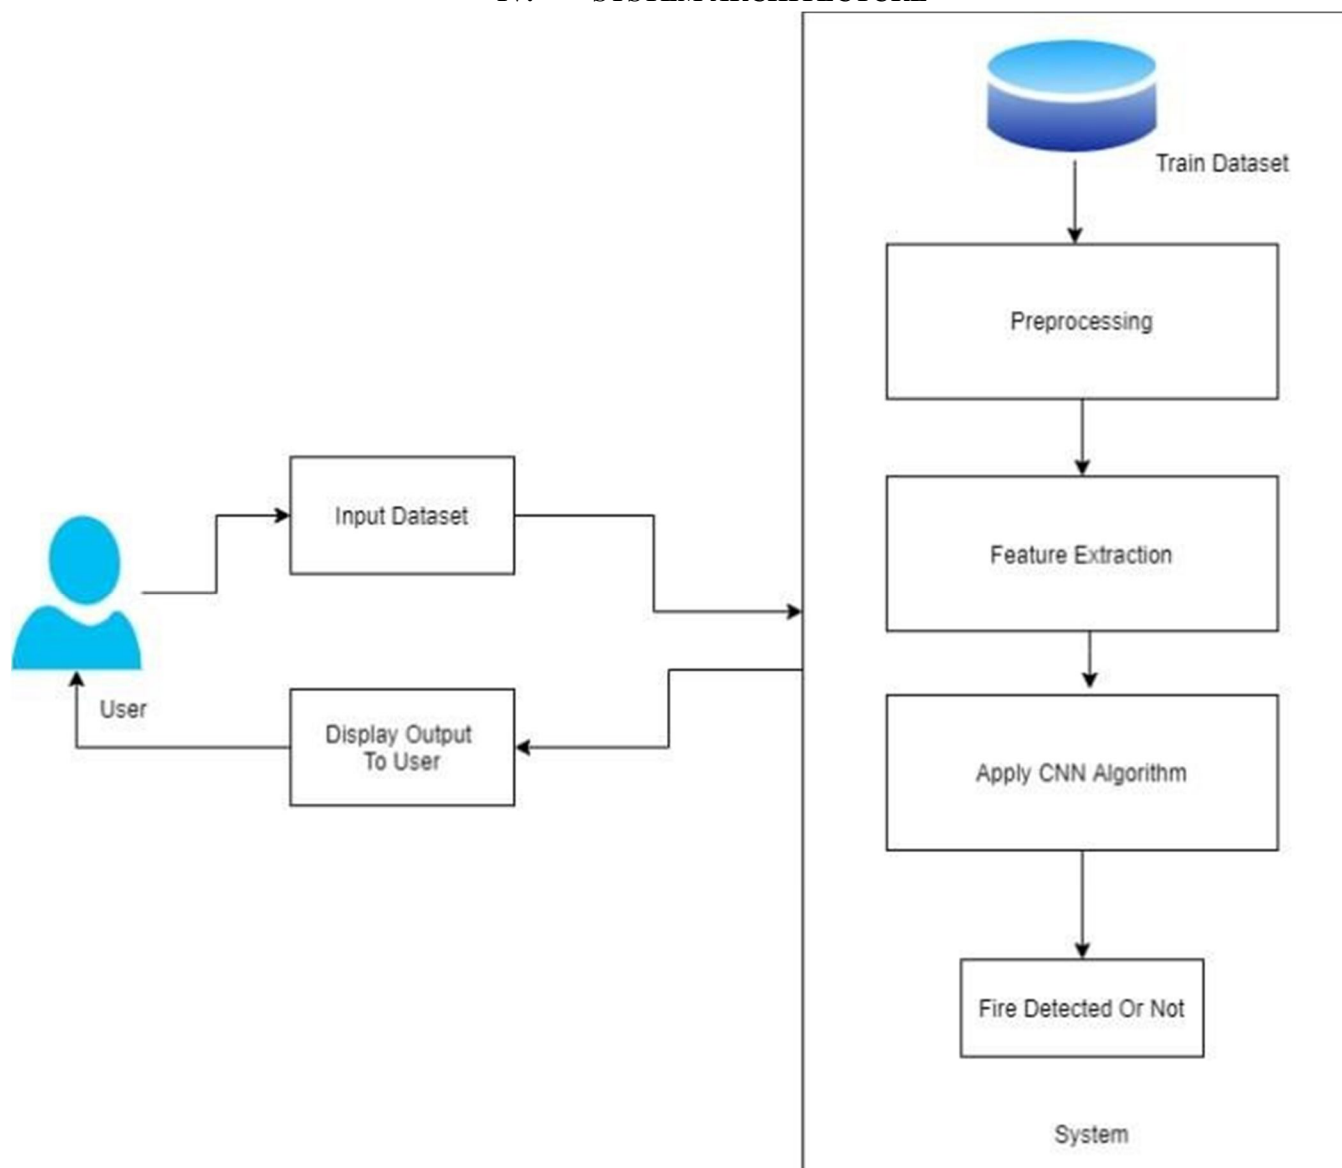 Train Dataset
Preprocessing
Feature Extraction
Apply CNN Algorithm
Fire Detected Or Not
System
Input Dataset
Display Output
To User
User